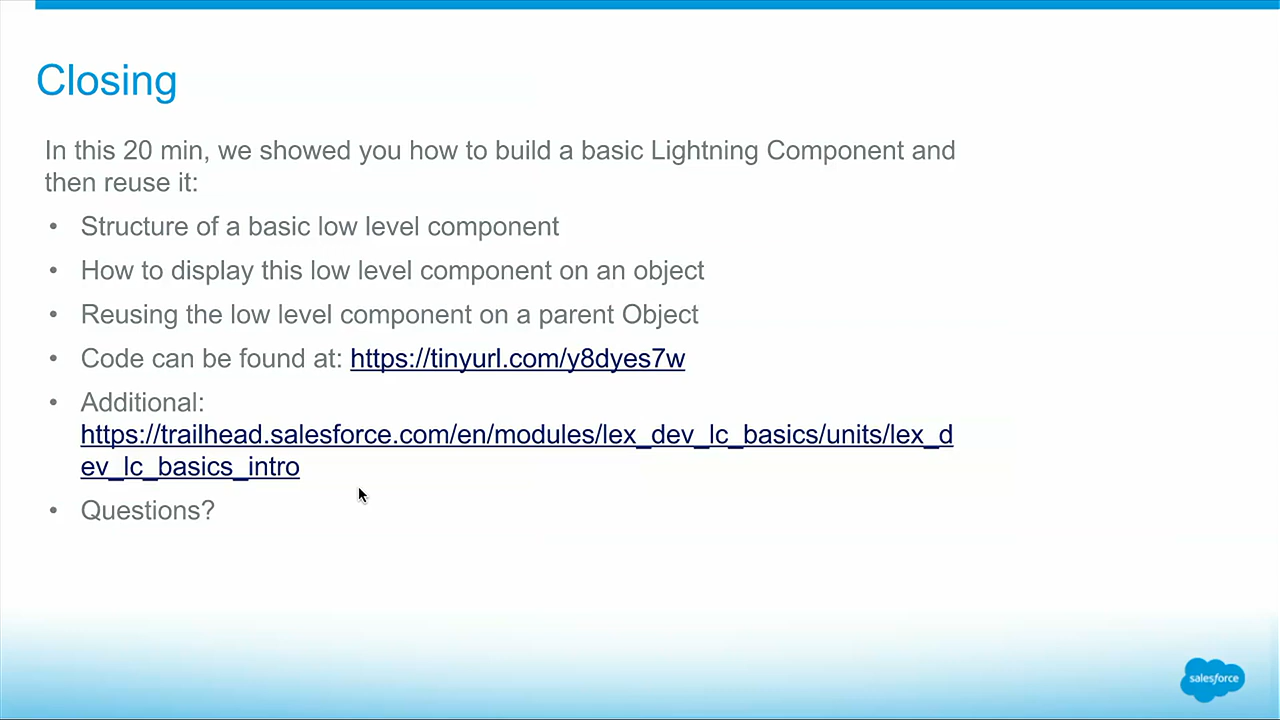 Closing
In this 20 min, we showed you how to build a basic Lightning Component and
then reuse it:
• Structure of a basic low level component
• How to display this low level component on an object
• Reusing the low level component on a parent Object
• Code can be found at: https://tinyurl.com/y8dyes7w
• Additional:
https://trailhead.salesforce.com/en/modules/lex_dev_lc_basics/units/lex_d
ev_lc_basics_intro
• Questions?
salesforce